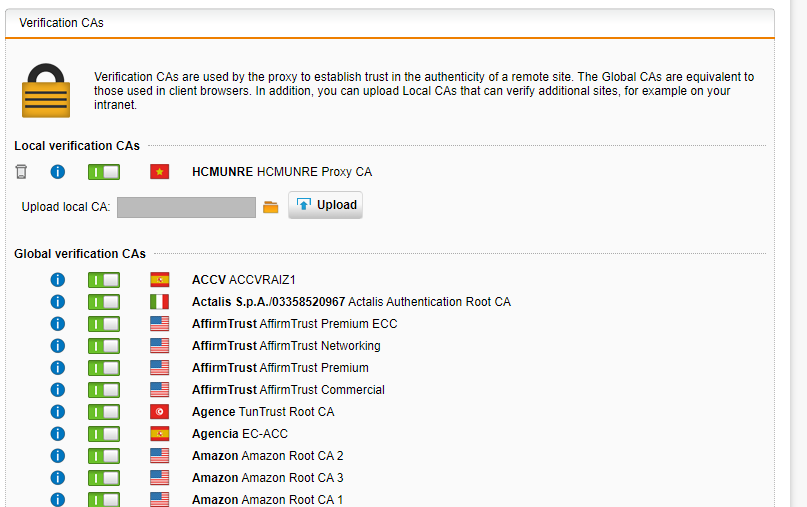 Verification CAs
Verification CAs are used by the proxy to establish trust in the authenticity of a remote site. The Global CAs are equivalent to
those used in client browsers. In addition, you can upload Local CAs that can verify additional sites, for example on your
intranet.
Local verification CAs
HCMUNRE HCMUNRE Proxy CA
Upload local CA:
Upload
Global verification CAs
ACCV ACCVRAIZ1
Actalis S.p.A./03358520967 Actalis Authentication Root CA
AffirmTrust AffirmTrust Premium ECC
AffirmTrust AffirmTrust Networking
AffirmTrust AffirmTrust Premium
AffirmTrust AffirmTrust Commercial
Agence TunTrust Root CA
Agencia EC-ACC
Amazon Amazon Root CA 2
Amazon Amazon Root CA 3
Amazon Amazon Root CA 1